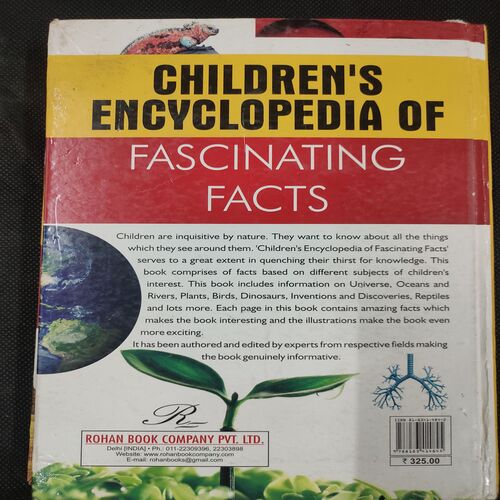 CHILDREN'S
ENCYCLOPEDIA OF
FASCINATING
FACTS
Children are inquisitive by nature. They want to know about all the things
which they see around them. 'Children's Encyclopedia of Fascinating Facts'
serves to a great extent in quenching their thirst for knowledge. This
book comprises of facts based on different subjects of children's
interest. This book includes information on Universe, Oceans and
Rivers, Plants, Birds, Dinosaurs, Inventions and Discoveries, Reptiles
and lots more. Each page in this book contains amazing facts which
makes the book interesting and the illustrations make the book even
more exciting.
It has been authored and edited by experts from respective fields making
the book genuinely informative.
R
ROHAN BOOK COMPANY PVT. LTD.
Delhi [INDIA] • Ph.: 011-22309396, 22303898
Website: www.rohanbookcompany.com
E-mail: rohanbooks@gmail.com
ISBN
₹ 325.00